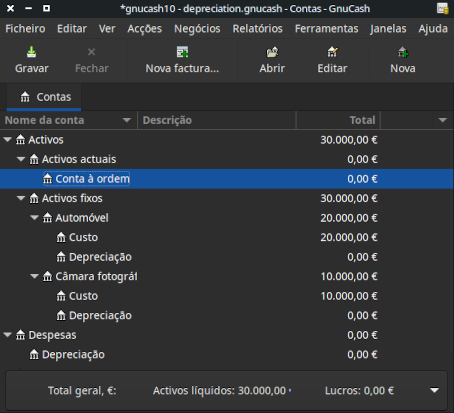 *gnucash10 - depreciation.gnucash - Contas - GnuCash
Ficheiro Editar Ver Acções Negócios Relatórios Ferramentas Janelas Ajuda
Gravar Fechar Nova factura... Abrir Editar Nova
Contas
Nome da conta Descrição Total
Activos 30.000,00 €
Activos actuais 0,00 €
Conta à ordem 0,00 €
Activos fixos 30.000,00 €
Automóvel 20.000,00 €
Custo 20.000,00 €
Depreciação 0,00 €
Câmara fotográf 10.000,00 €
Custo 10.000,00 €
Depreciação 0,00 €
Despesas 0,00 €
Depreciação 0,00 €
Total geral, €: Activos líquidos: 30.000,00 Lucros: 0,00 €